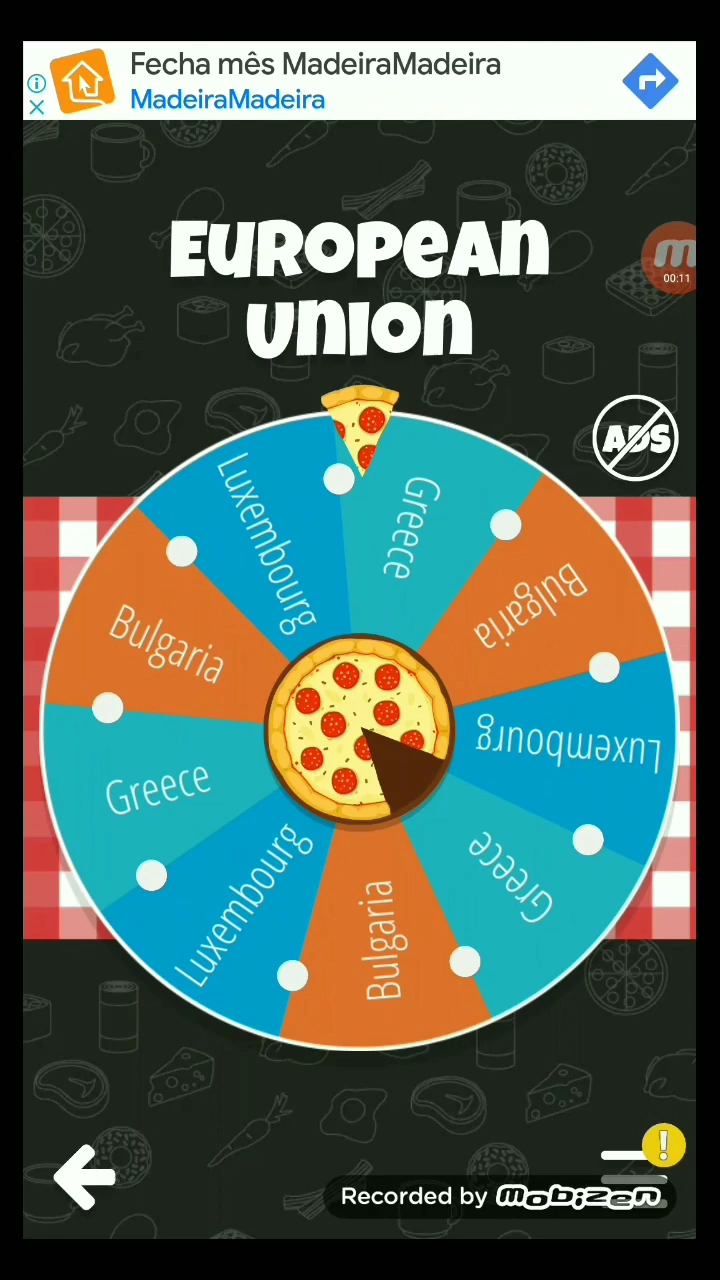 Fecha mês MadeiraMadeira
MadeiraMadeira
EUROPEAN
UNION
m
00:11
ADS
Luxembourg
Greece
Bulgaria
Bulgaria
Luxembourg
Greece
Greece
Luxembourg
Bulgaria
!
Recorded by mobizen